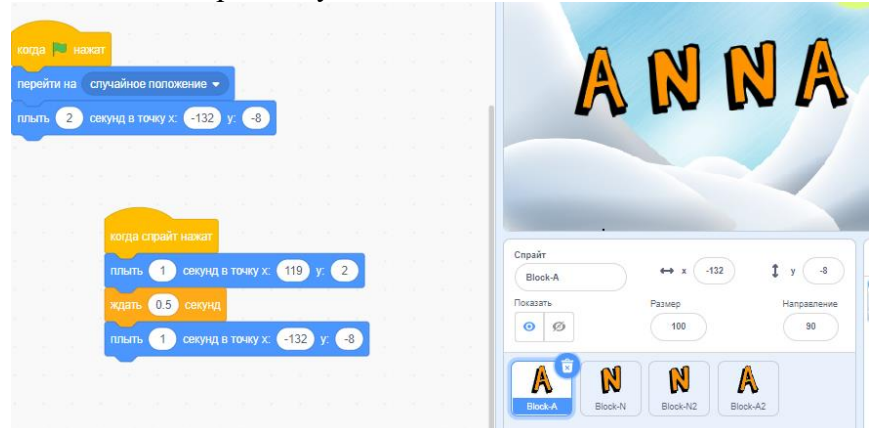 когда нажат
перейти на случайное положение
плыть 2 секунд в точку x: -132 y: -8
когда спрайт нажат
плыть 1 секунд в точку x: 119 y: 2
ждать 0.5 секунд
плыть 1 секунд в точку x: -132 y: -8
A N N A
Спрайт
Block-A x -132 y -8
Показать Размер Направление
100 90
A N N A
Block-A Block-N Block-N2 Block-A2